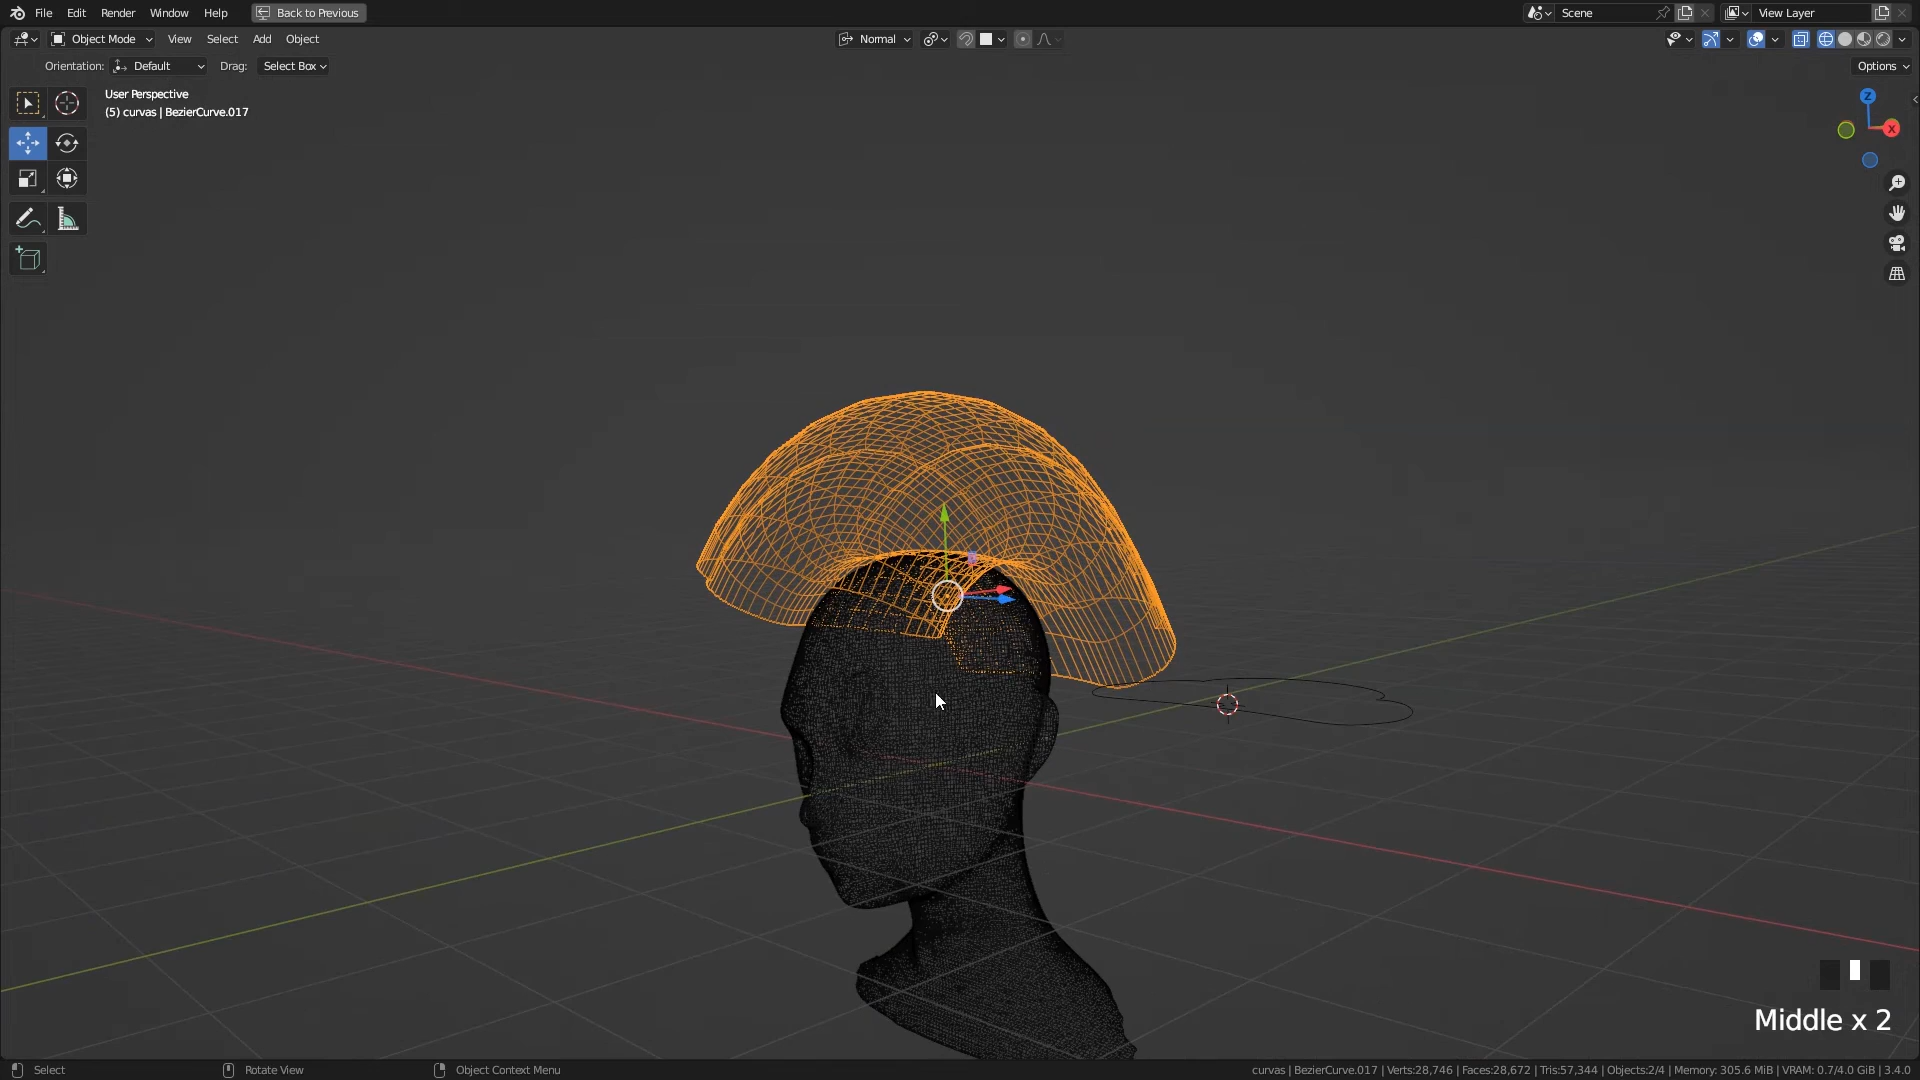 File Edit Render Window Help Back to Previous Scene View Layer
Object Mode View Select Add Object Normal
Orientation: Default Drag: Select Box Options
User Perspective
(5) curvas | BezierCurve.017
Z
X
Middle x 2
Select Rotate View Object Context Menu curvas | BezierCurve.017 | Verts:28,746 | Faces:28,672 | Tris:57,344 | Objects:2/4 | Memory: 305.6 MiB | VRAM: 0.7/4.0 GiB | 3.4.0